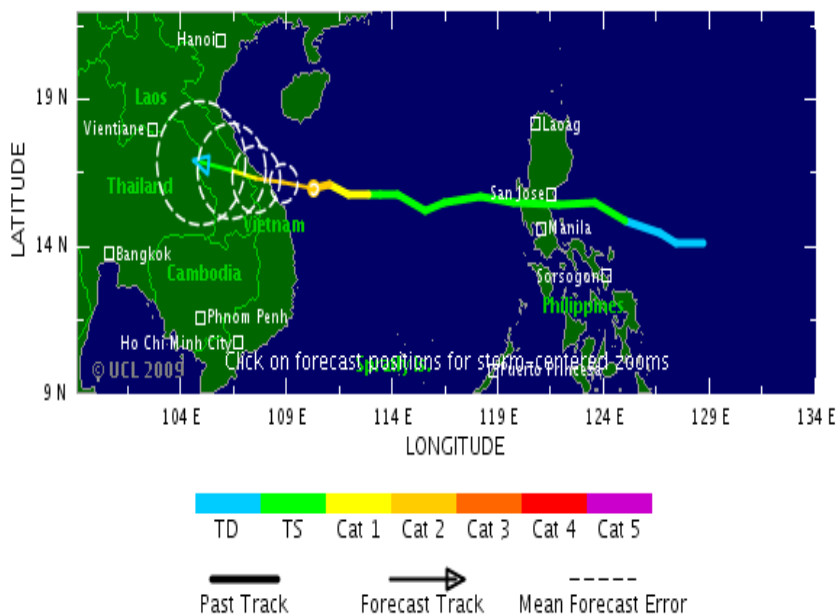 Hanoi
19 N
Laos
Vientiane
Laoag
Thailand
San Jose
LATITUDE
Vietnam
Manila
14 N
Bangkok
Cambodia
Sorsogon
Philippines
Phnom Penh
Ho Chi Minh City
Click on forecast positions for storm-centered zooms
© UCL 2009
Spratly Is.
Puerto Princesa
9 N
104 E 109 E 114 E 119 E 124 E 129 E 134 E
LONGITUDE
TD TS Cat 1 Cat 2 Cat 3 Cat 4 Cat 5
Past Track Forecast Track Mean Forecast Error